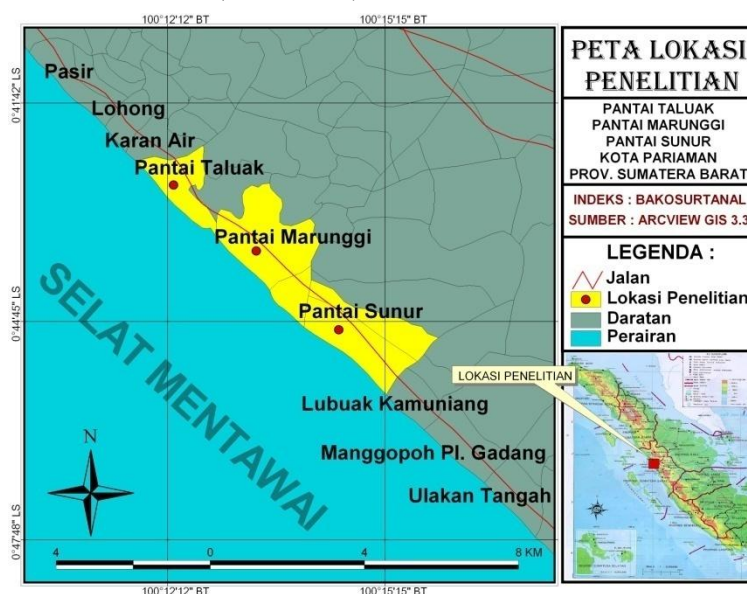 100°12'12" BT
100°15'15" BT
0°41'42" LS
0°44'45" LS
0°47'48" LS
Pasir
Lohong
Karan Air
Pantai Taluak
Pantai Marunggi
Pantai Sunur
Lubuak Kamuniang
Manggopoh Pl. Gadang
Ulakan Tangah
SELAT MENTAWAI
N
4 0 4 8 KM
100°12'12" BT
100°15'15" BT
PETA LOKASI
PENELITIAN
PANTAI TALUAK
PANTAI MARUNGGI
PANTAI SUNUR
KOTA PARIAMAN
PROV. SUMATERA BARAT
INDEKS : BAKOSURTANAL
SUMBER : ARCVIEW GIS 3.3
LEGENDA :
Jalan
Lokasi Penelitian
Daratan
Perairan
LOKASI PENELITIAN